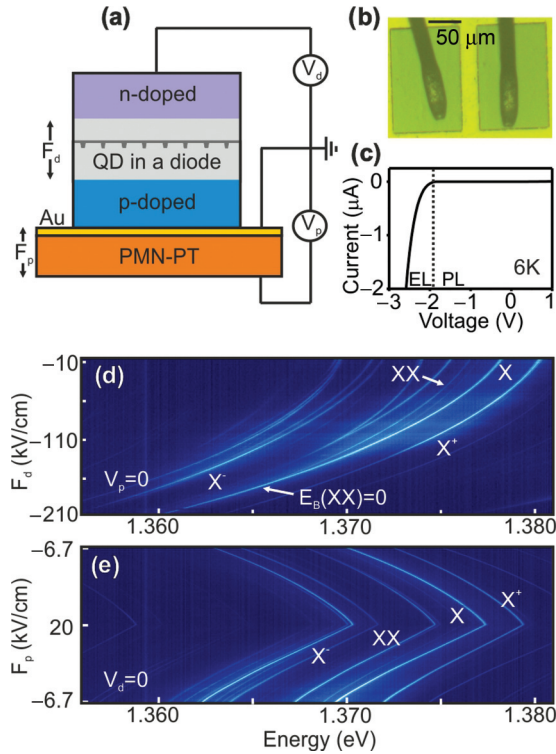 (a)
V_d
n-doped
F_d
QD in a diode
p-doped
Au
V_p
F_p
PMN-PT
(b)
50 μm
(c)
Current (μA)
0
−1
−2
EL
PL
6K
−3 −2 −1 0 1
Voltage (V)
(d)
F_d (kV/cm)
−10
−110
−210
XX
X
X⁺
X⁻
V_p=0
E_B(XX)=0
1.360 1.370 1.380
(e)
F_p (kV/cm)
−6.7
20
−6.7
X⁺
X
XX
X⁻
V_d=0
1.360 1.370 1.380
Energy (eV)